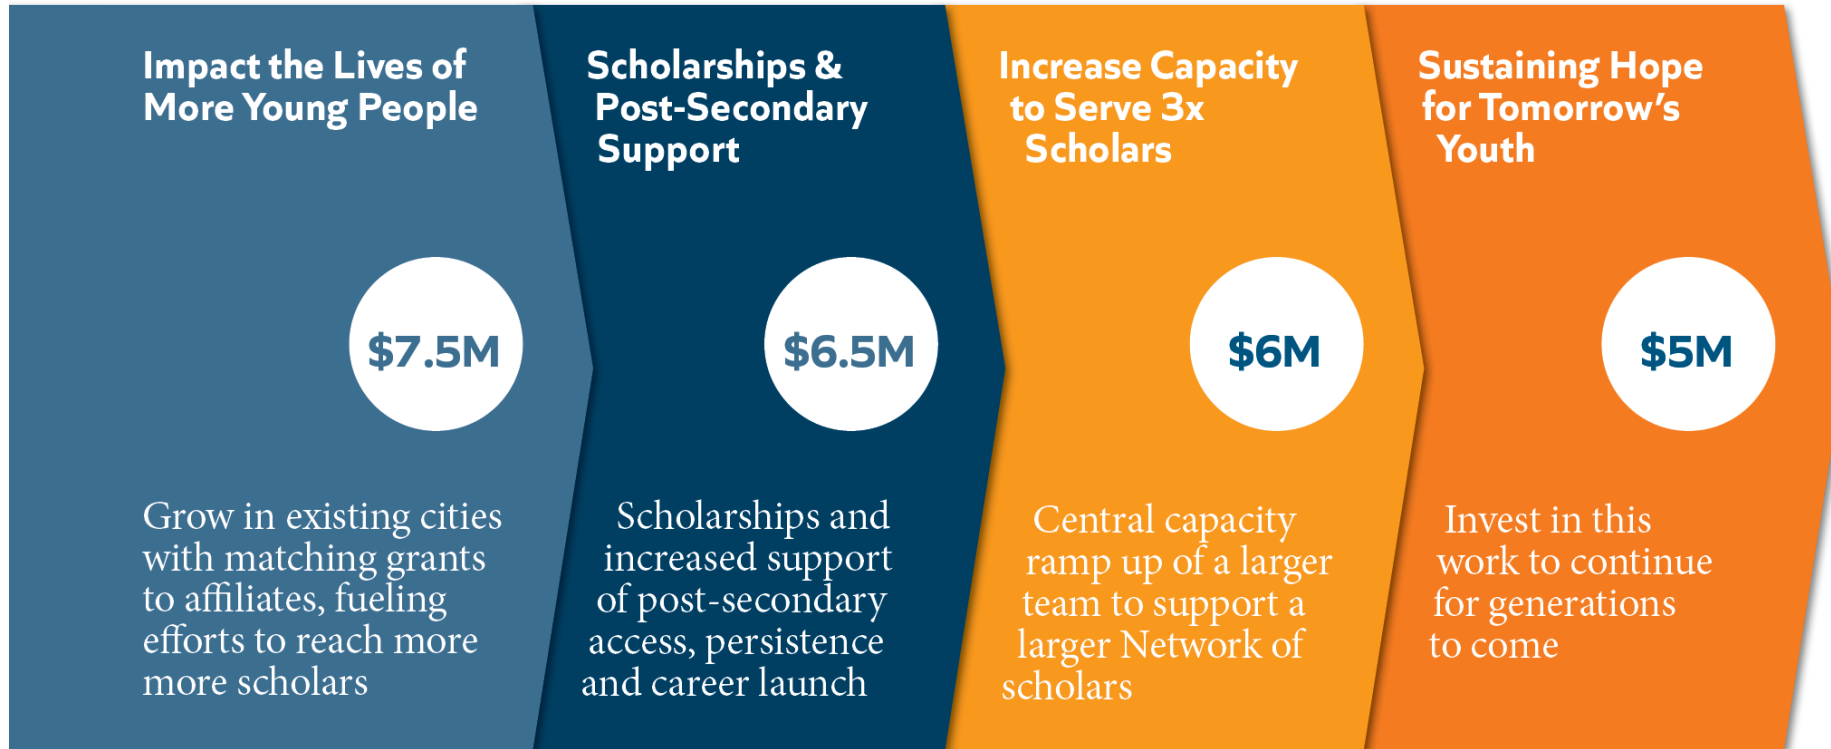 Impact the Lives of
More Young People
$7.5M
Grow in existing cities
with matching grants
to affiliates, fueling
efforts to reach more
more scholars
Scholarships &
Post-Secondary
Support
$6.5M
Scholarships and
increased support
of post-secondary
access, persistence
and career launch
Increase Capacity
to Serve 3x
Scholars
$6M
Central capacity
ramp up of a larger
team to support a
larger Network of
scholars
Sustaining Hope
for Tomorrow’s
Youth
$5M
Invest in this
work to continue
for generations
to come